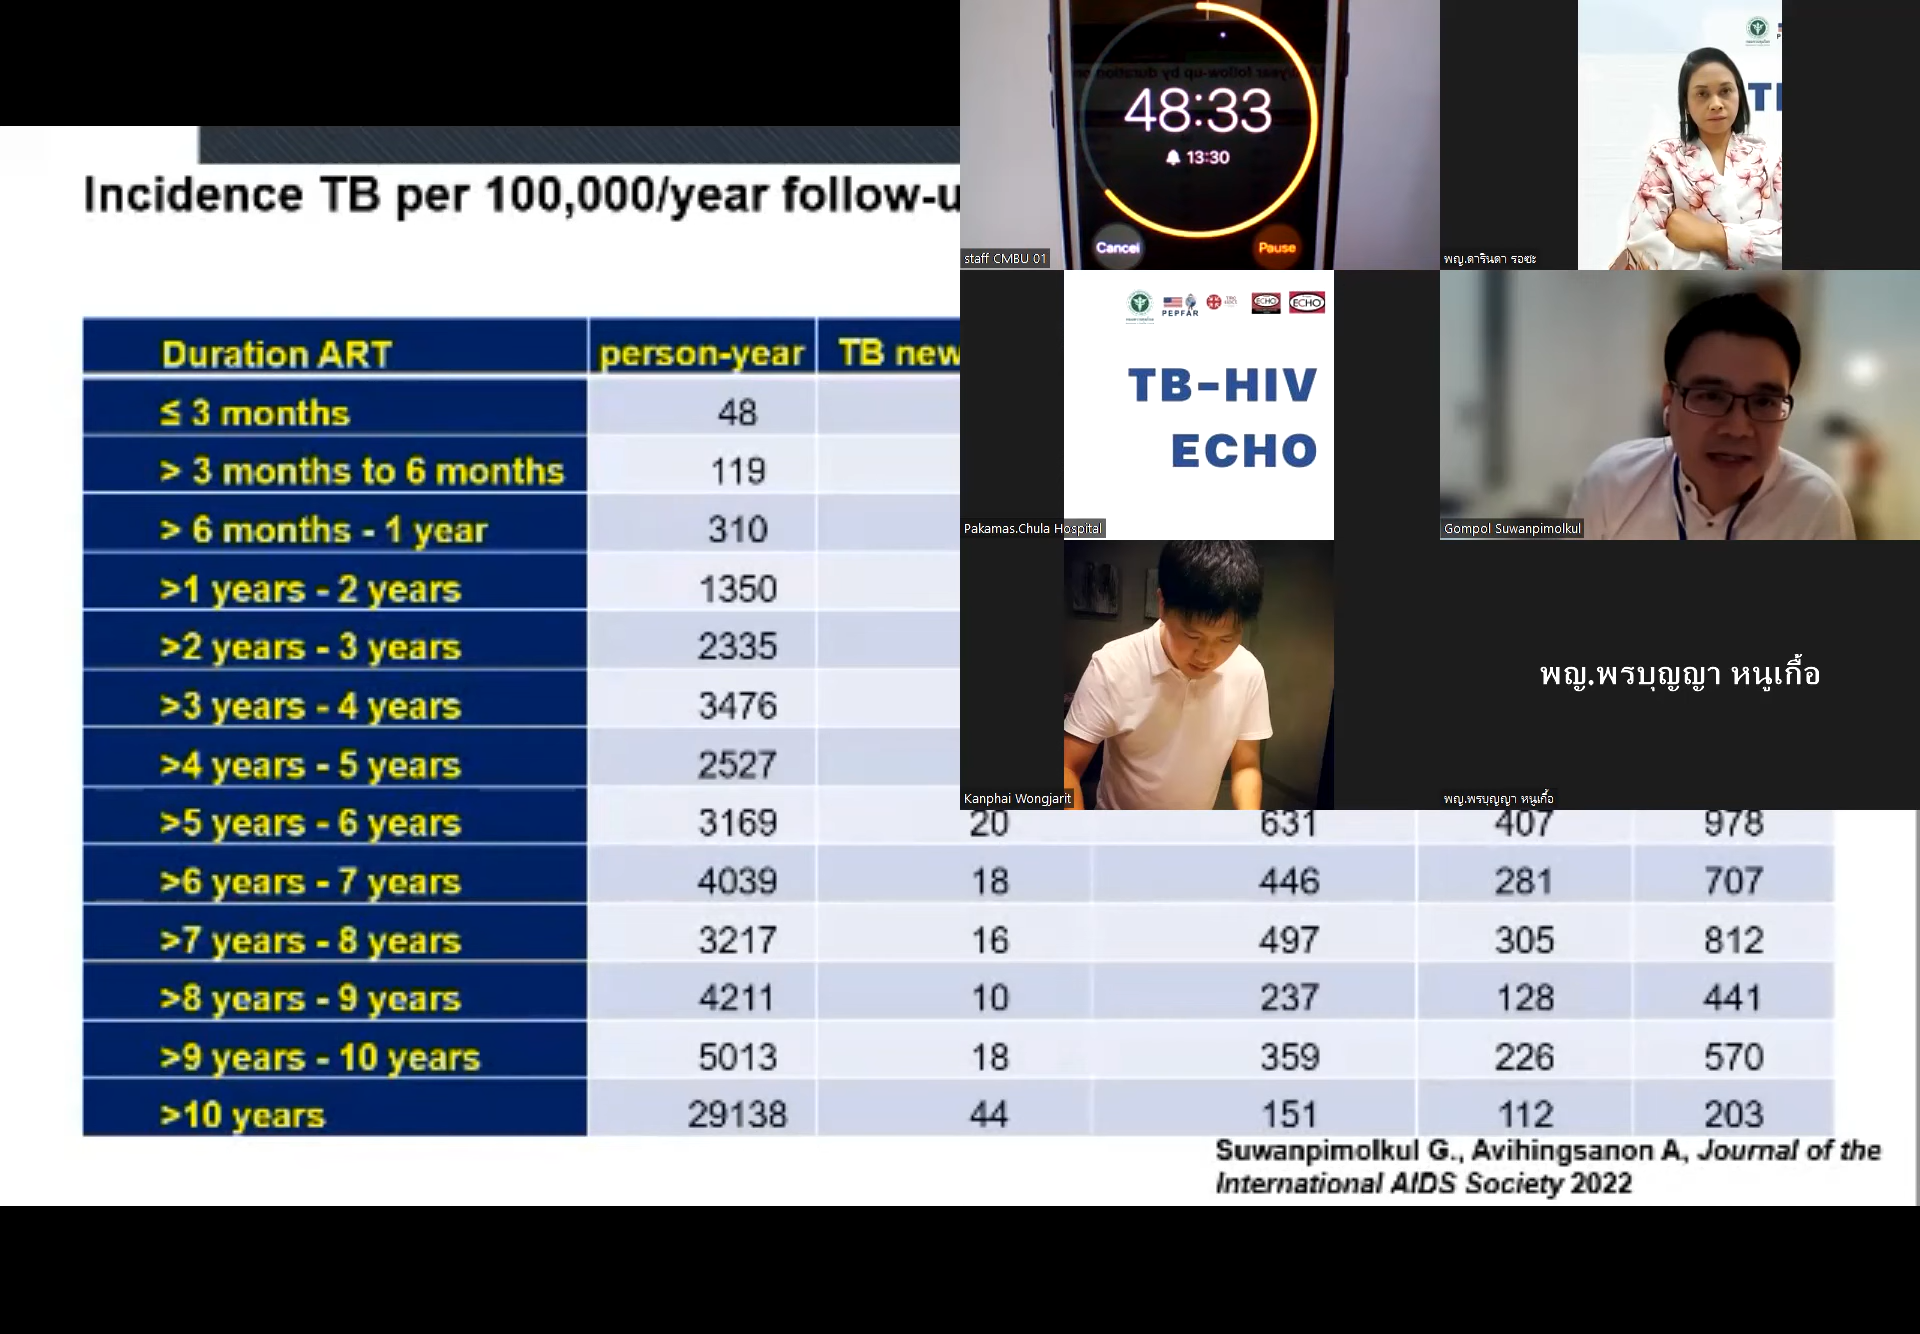 Incidence TB per 100,000/year follow-u
Duration ART person-year TB new
≤ 3 months 48
> 3 months to 6 months 119
> 6 months - 1 year 310
>1 years - 2 years 1350
>2 years - 3 years 2335
>3 years - 4 years 3476
>4 years - 5 years 2527
>5 years - 6 years 3169 20 631 407 978
>6 years - 7 years 4039 18 446 281 707
>7 years - 8 years 3217 16 497 305 812
>8 years - 9 years 4211 10 237 128 441
>9 years - 10 years 5013 18 359 226 570
>10 years 29138 44 151 112 203
Suwanpimolkul G., Avihingsanon A, Journal of the
International AIDS Society 2022
48:33
13:30
Cancel Pause
staff CMBU 01
พญ.ดารินดา รอซะ
PEPFAR
ECHO
ECHO
TB-HIV
ECHO
Pakamas.Chula Hospital
Gompol Suwanpimolkul
Kanphai Wongjarit
พญ.พรบุญญา หนูเกื้อ
พญ.พรบุญญา หนูเกื้อ